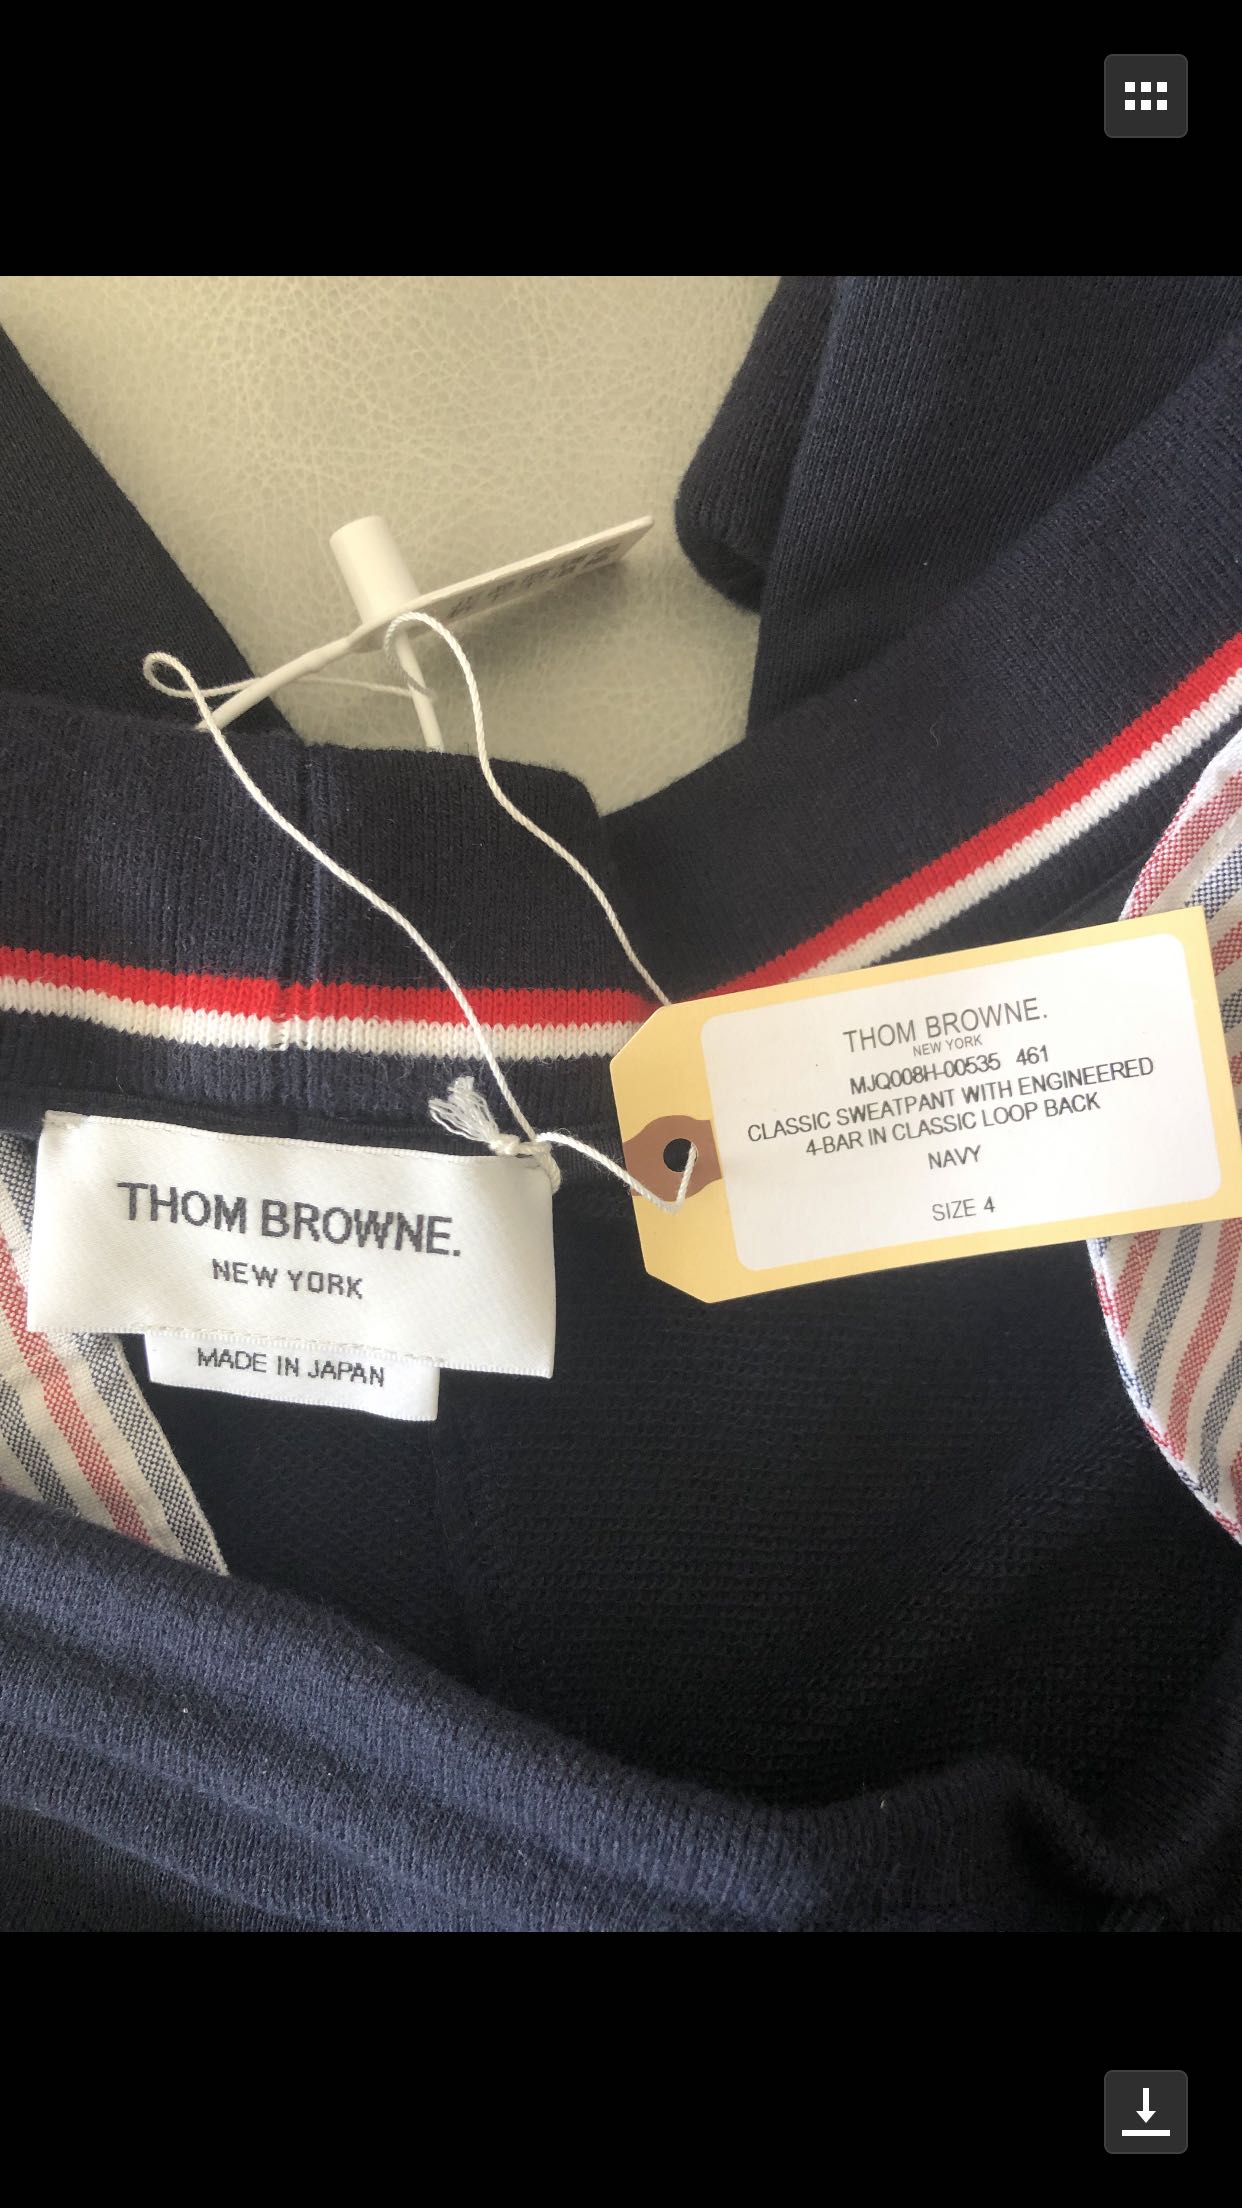 THOM BROWNE.
NEW YORK
MJQ008H-00535 461
CLASSIC SWEATPANT WITH ENGINEERED
4-BAR IN CLASSIC LOOP BACK
NAVY
SIZE 4
THOM BROWNE.
NEW YORK
MADE IN JAPAN